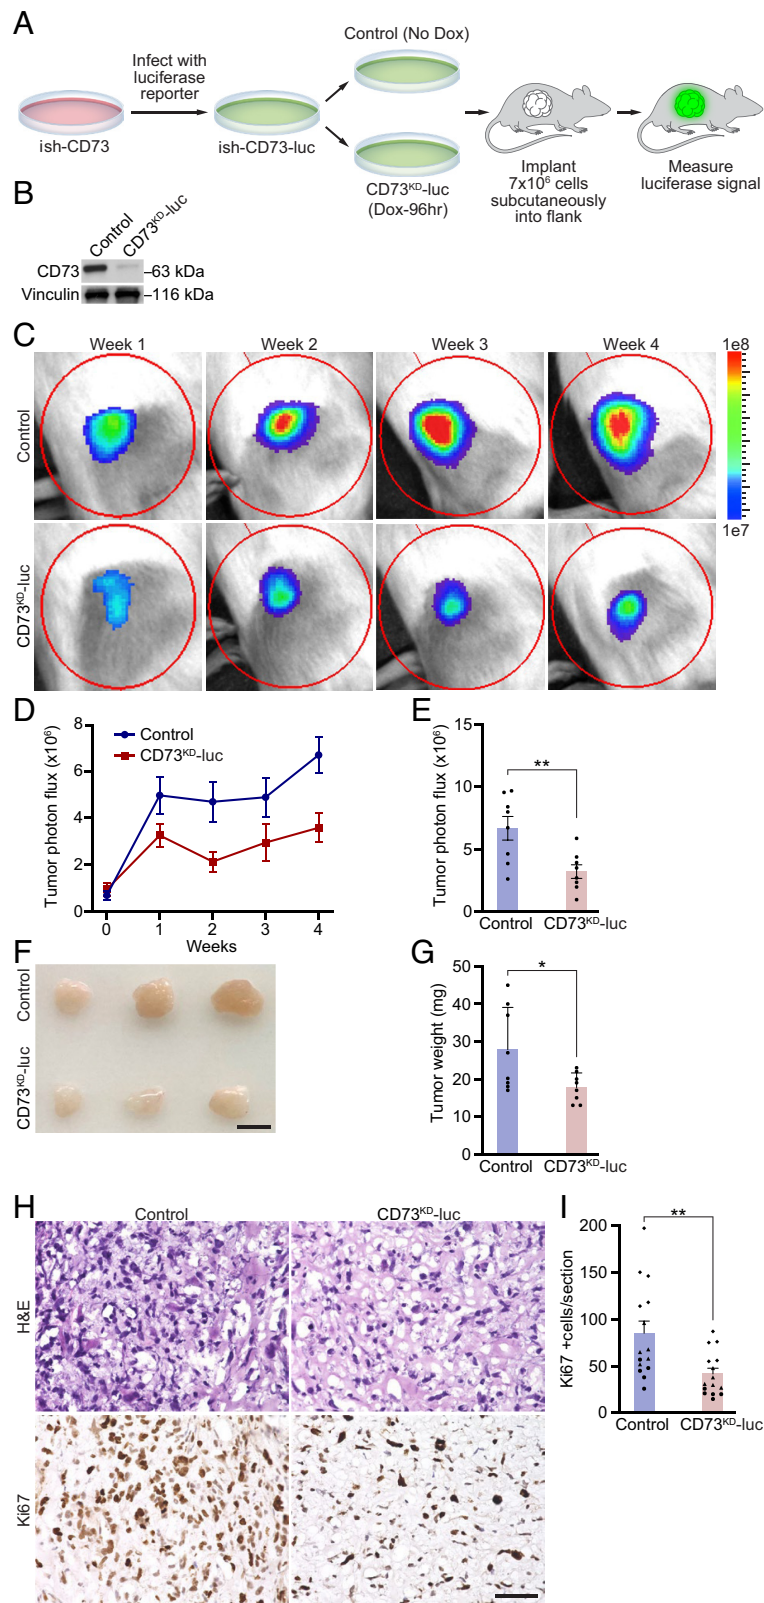 A
Control (No Dox)
Infect with
luciferase
reporter
ish-CD73
ish-CD73-luc
CD73ᴷᴰ-luc
(Dox-96hr)
Implant
7x10⁶ cells
subcutaneously
into flank
Measure
luciferase signal
B
Control
CD73ᴷᴰ-luc
CD73
–63 kDa
Vinculin
–116 kDa
C
Week 1
Week 2
Week 3
Week 4
Control
CD73ᴷᴰ-luc
1e8
1e7
D
Tumor photon flux (x10⁶)
8
6
4
2
0
Control
CD73ᴷᴰ-luc
0 1 2 3 4
Weeks
E
Tumor photon flux (x10⁶)
15
10
5
0
**
Control
CD73ᴷᴰ-luc
F
Control
CD73ᴷᴰ-luc
G
Tumor weight (mg)
50
40
30
20
10
0
*
Control
CD73ᴷᴰ-luc
H
Control
CD73ᴷᴰ-luc
H&E
Ki67
I
Ki67 +cells/section
200
150
100
50
0
**
Control
CD73ᴷᴰ-luc